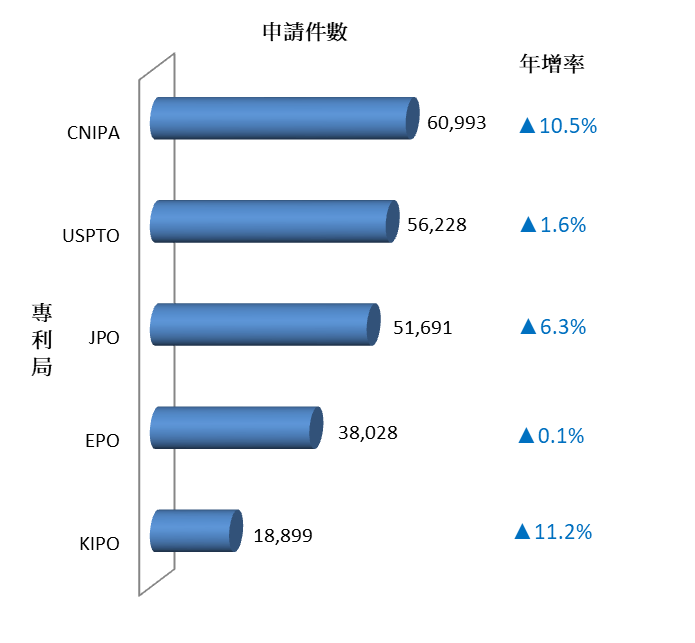 申請件數
年增率
CNIPA 60,993 ▲10.5%
USPTO 56,228 ▲1.6%
專利局
JPO 51,691 ▲6.3%
EPO 38,028 ▲0.1%
KIPO 18,899 ▲11.2%